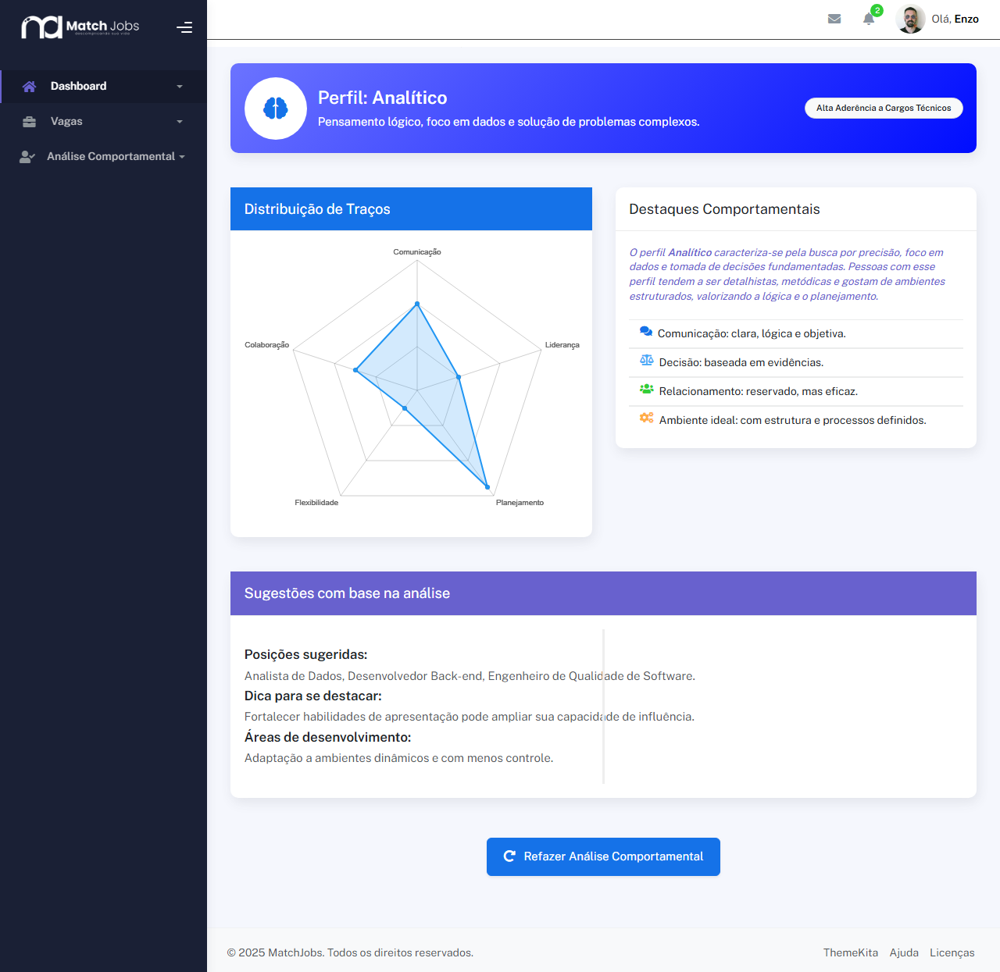 Match Jobs
descomplicando sua vida
2
Olá, Enzo
Dashboard
Vagas
Análise Comportamental
Perfil: Analítico
Pensamento lógico, foco em dados e solução de problemas complexos.
Alta Aderência a Cargos Técnicos
Distribuição de Traços
Comunicação
Colaboração
Liderança
Flexibilidade
Planejamento
Destaques Comportamentais
O perfil Analítico caracteriza-se pela busca por precisão, foco em
dados e tomada de decisões fundamentadas. Pessoas com esse
perfil tendem a ser detalhistas, metódicas e gostam de ambientes
estruturados, valorizando a lógica e o planejamento.
Comunicação: clara, lógica e objetiva.
Decisão: baseada em evidências.
Relacionamento: reservado, mas eficaz.
Ambiente ideal: com estrutura e processos definidos.
Sugestões com base na análise
Posições sugeridas:
Analista de Dados, Desenvolvedor Back-end, Engenheiro de Qualidade de Software.
Dica para se destacar:
Fortalecer habilidades de apresentação pode ampliar sua capacidade de influência.
Áreas de desenvolvimento:
Adaptação a ambientes dinâmicos e com menos controle.
Refazer Análise Comportamental
© 2025 MatchJobs. Todos os direitos reservados.
ThemeKita Ajuda Licenças